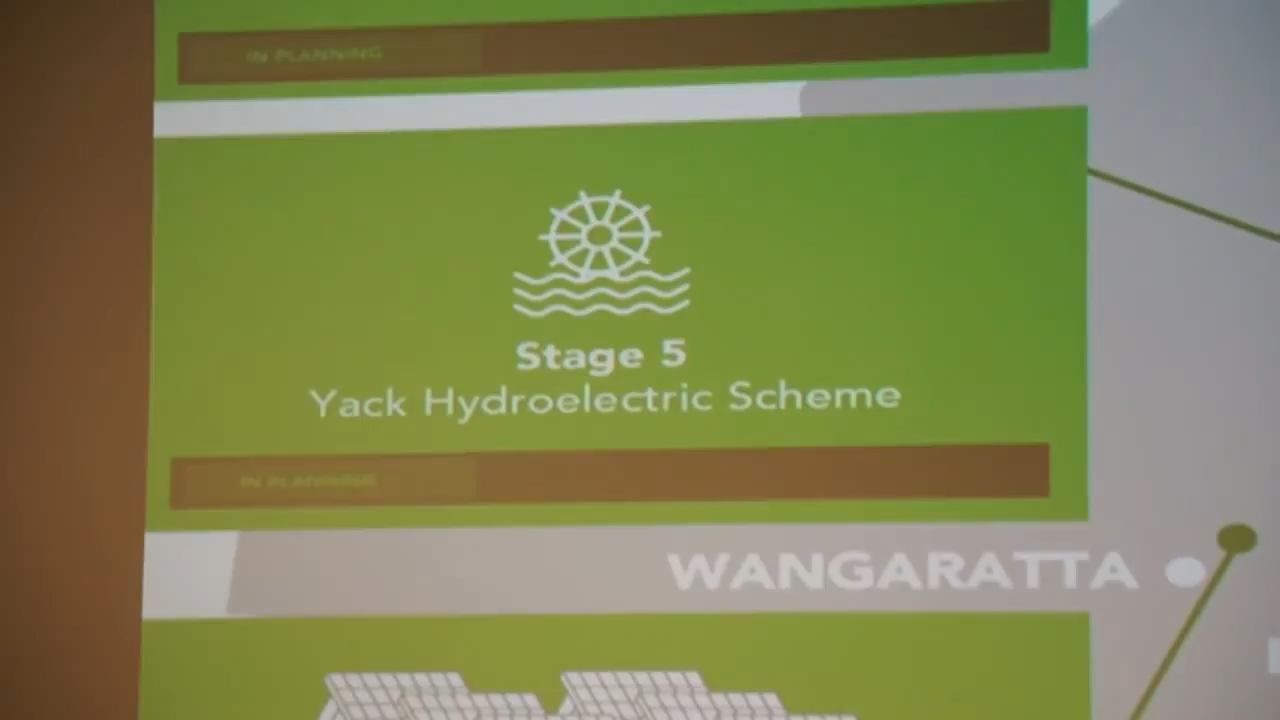 IN PLANNING
Stage 5
Yack Hydroelectric Scheme
IN PLANNING
WANGARATTA